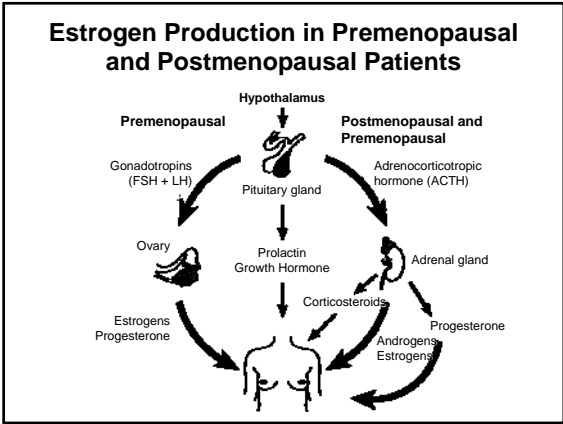 Estrogen Production in Premenopausal
and Postmenopausal Patients
Hypothalamus
Premenopausal
Postmenopausal and
Premenopausal
Gonadotropins
(FSH + LH)
Pituitary gland
Adrenocorticotropic
hormone (ACTH)
Ovary
Prolactin
Growth Hormone
Adrenal gland
Corticosteroids
Estrogens
Progesterone
Androgens
Estrogens
Progesterone